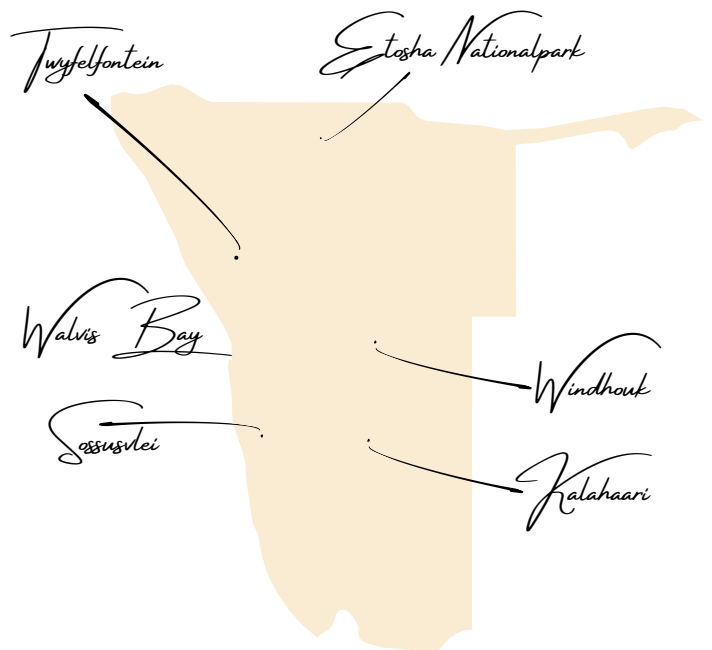 Twyfelfontein
Etosha Nationalpark
Walvis Bay
Windhouk
Sossusvlei
Kalahaari